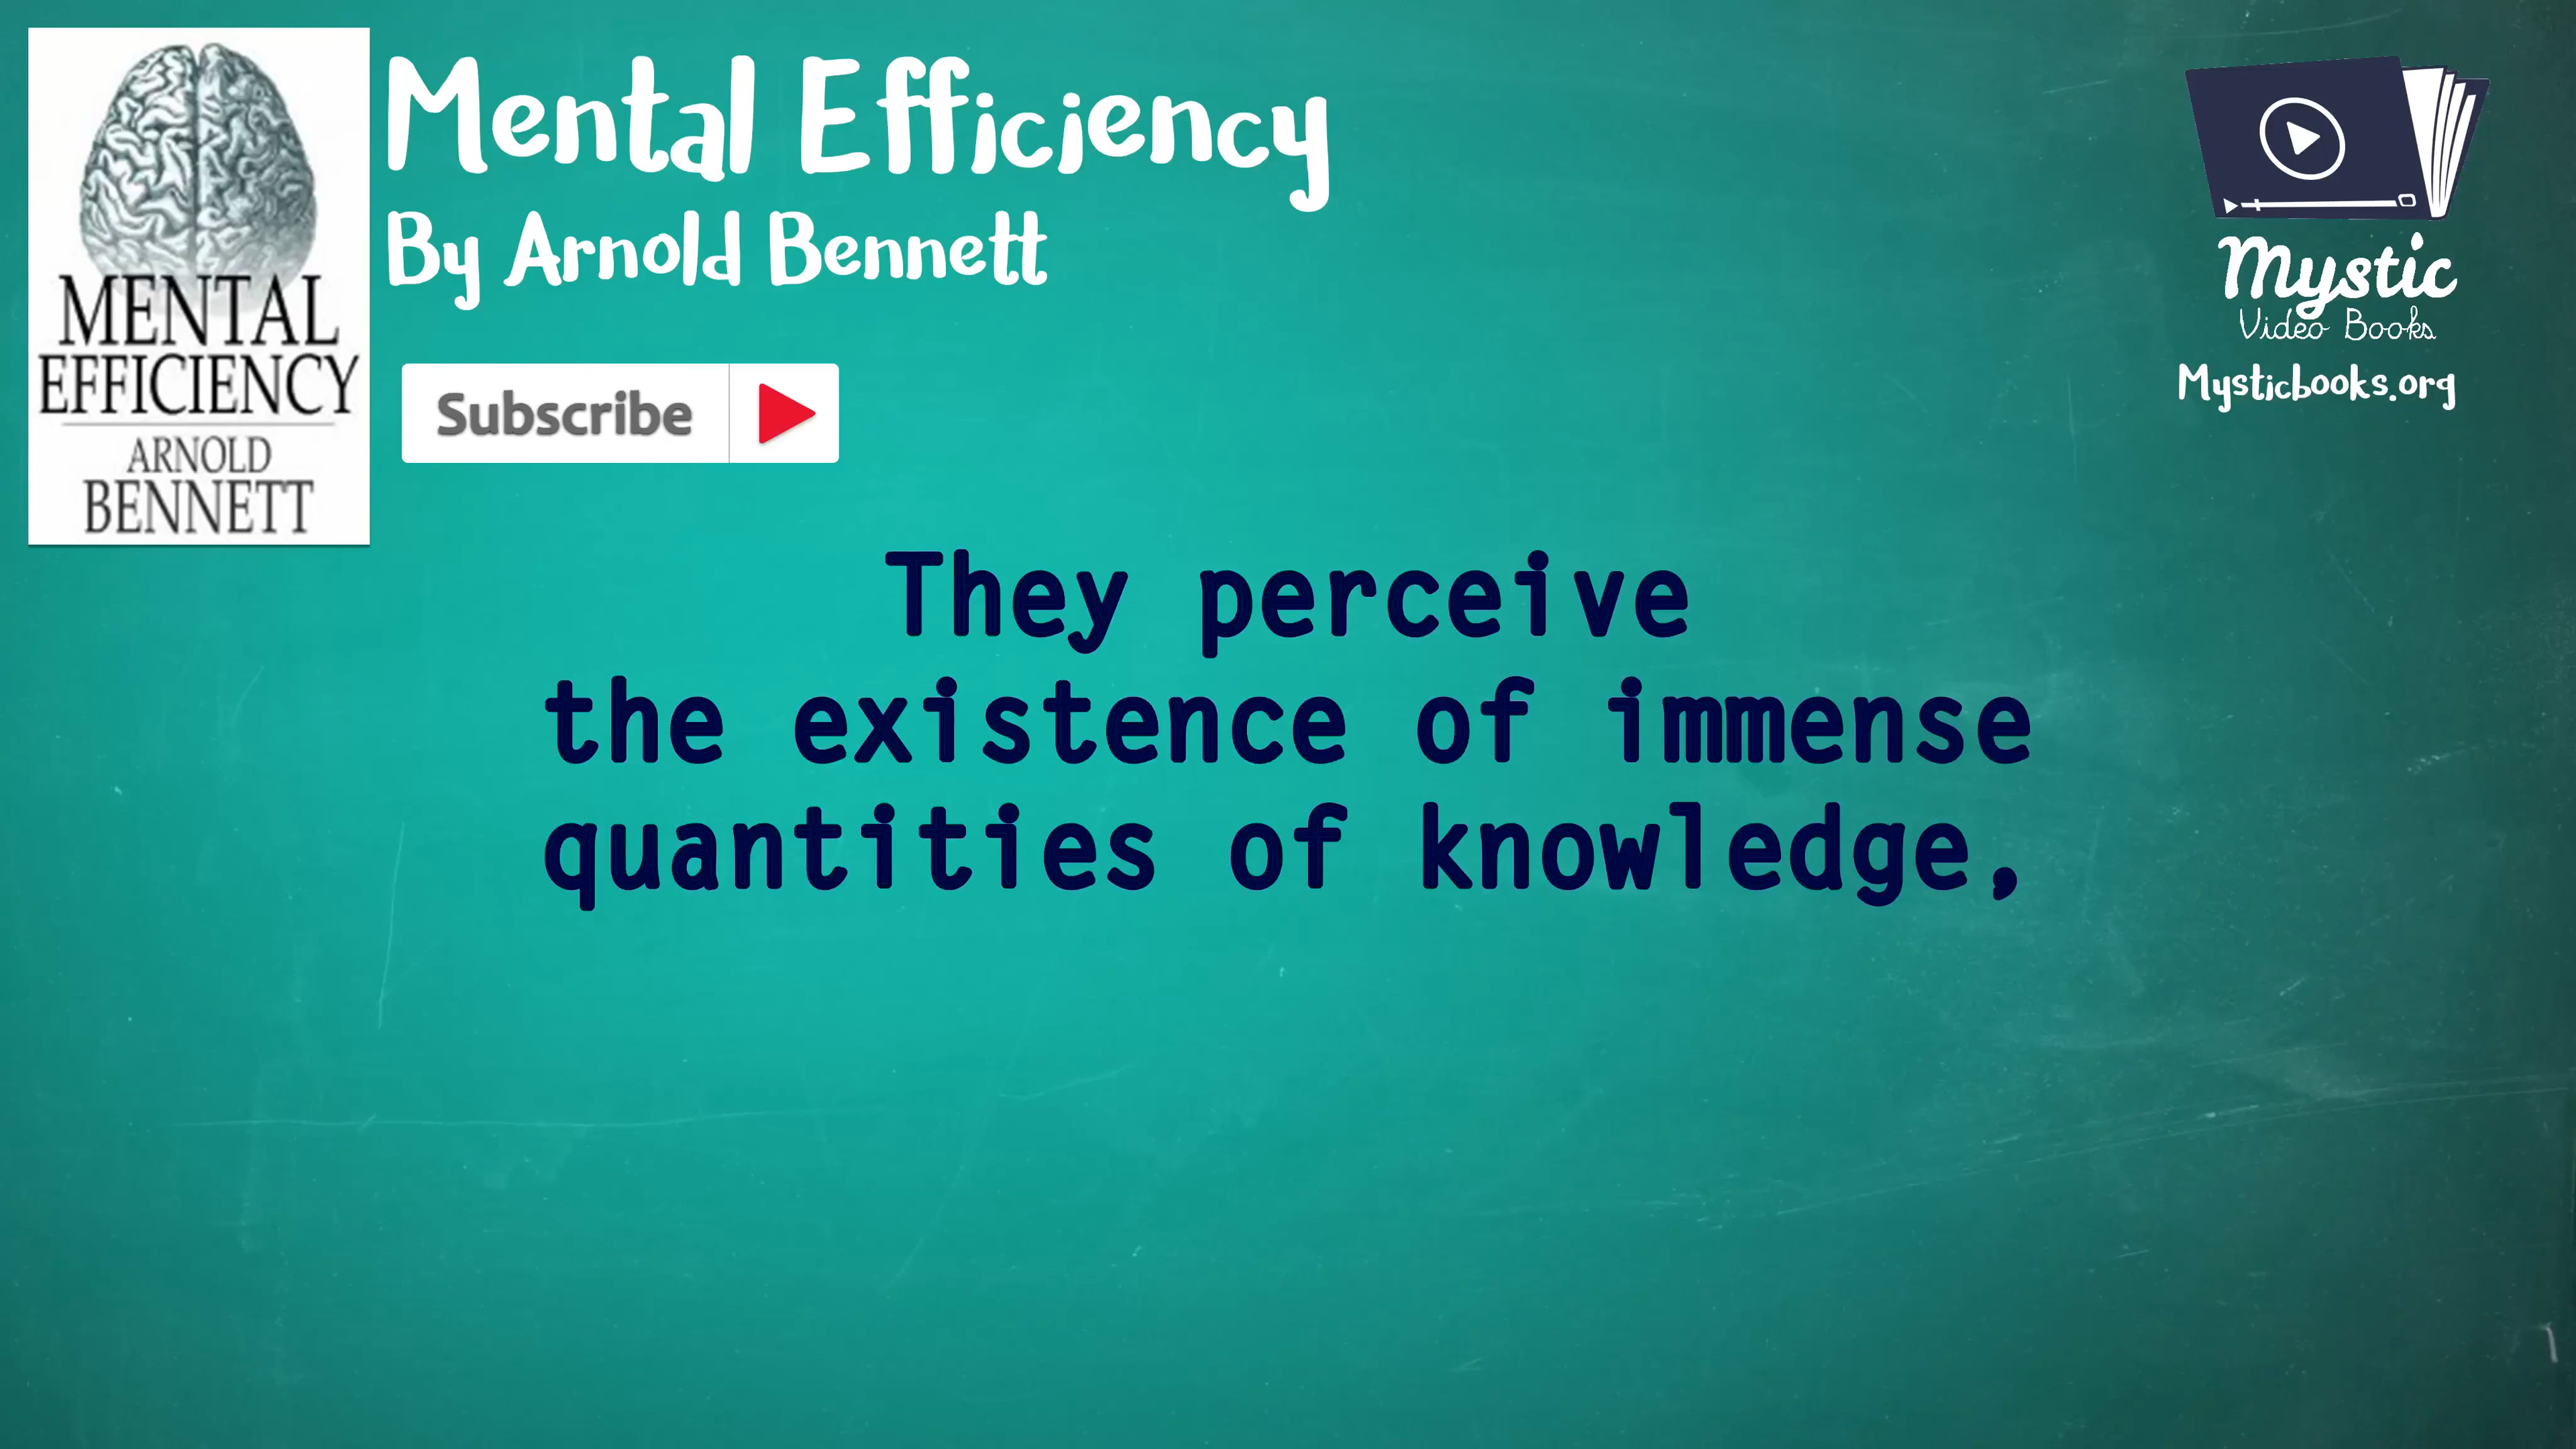 Mental Efficiency
By Arnold Bennett
Subscribe
MENTAL
EFFICIENCY
ARNOLD
BENNETT
Mystic
Video Books
Mysticbooks.org
They perceive
the existence of immense
quantities of knowledge,